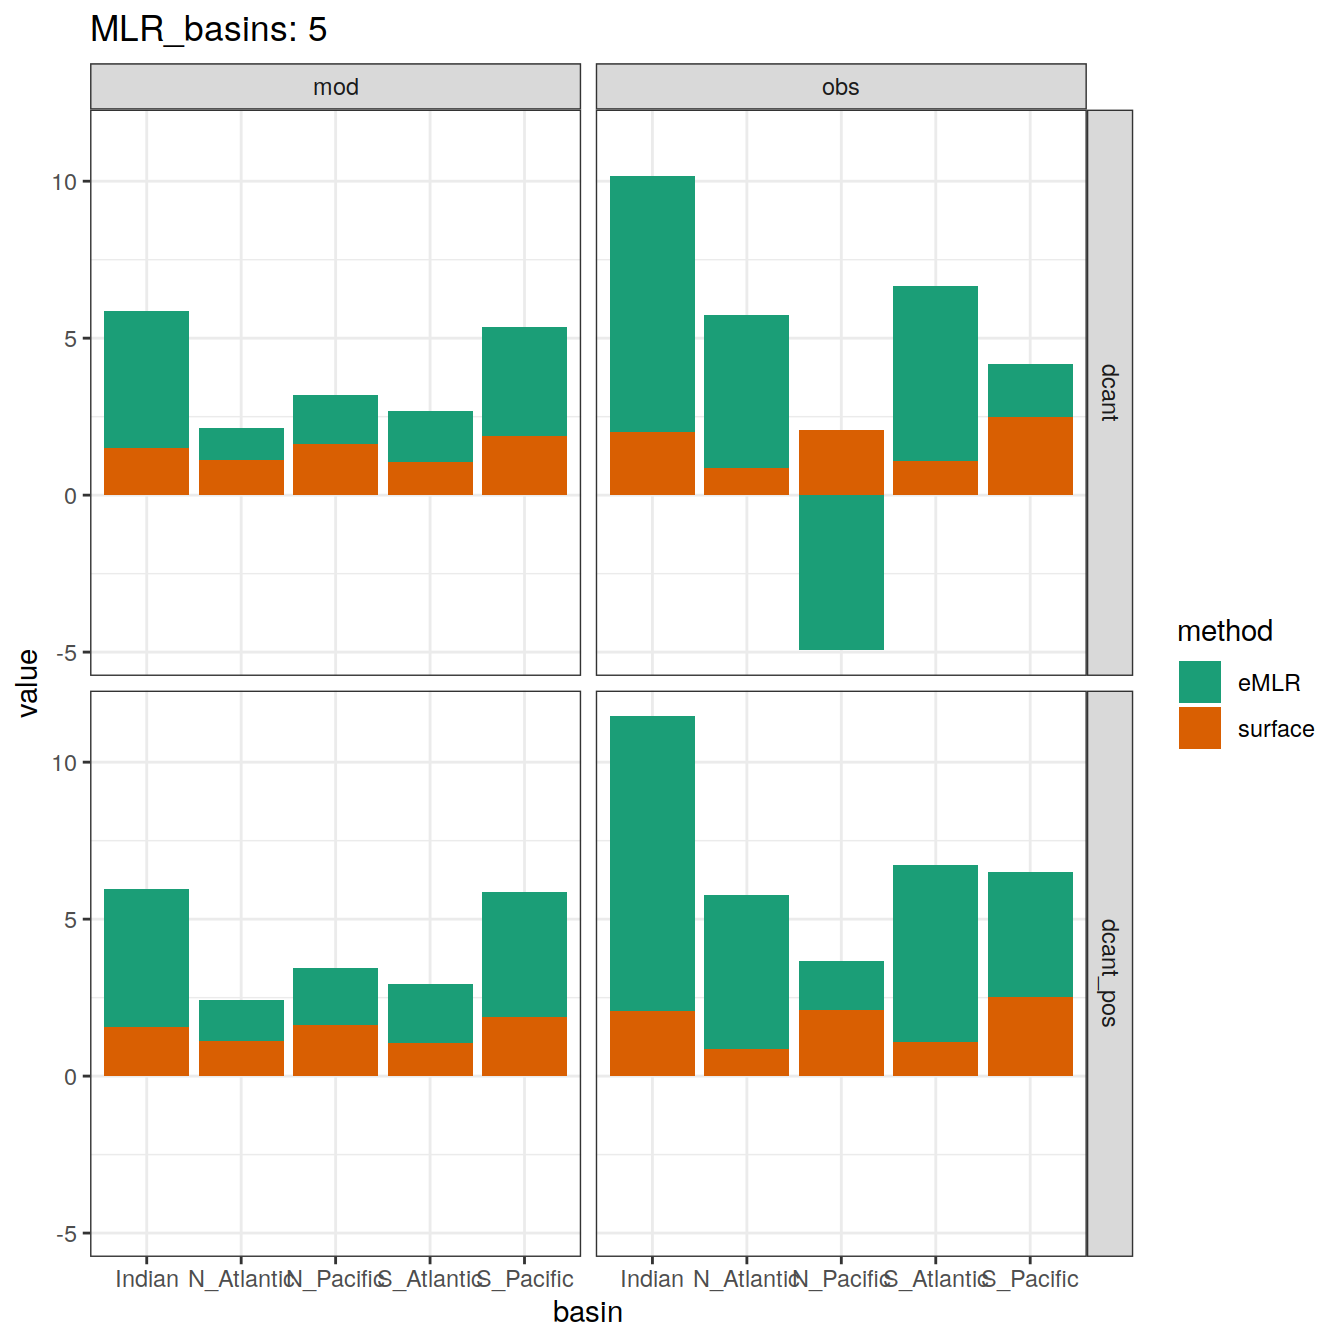 MLR_basins: 5
mod
obs
10
5
0
-5
dcant
10
5
0
-5
dcant_pos
value
Indian N_Atlantic N_Pacific S_Atlantic S_Pacific
Indian N_Atlantic N_Pacific S_Atlantic S_Pacific
basin
method
eMLR
surface